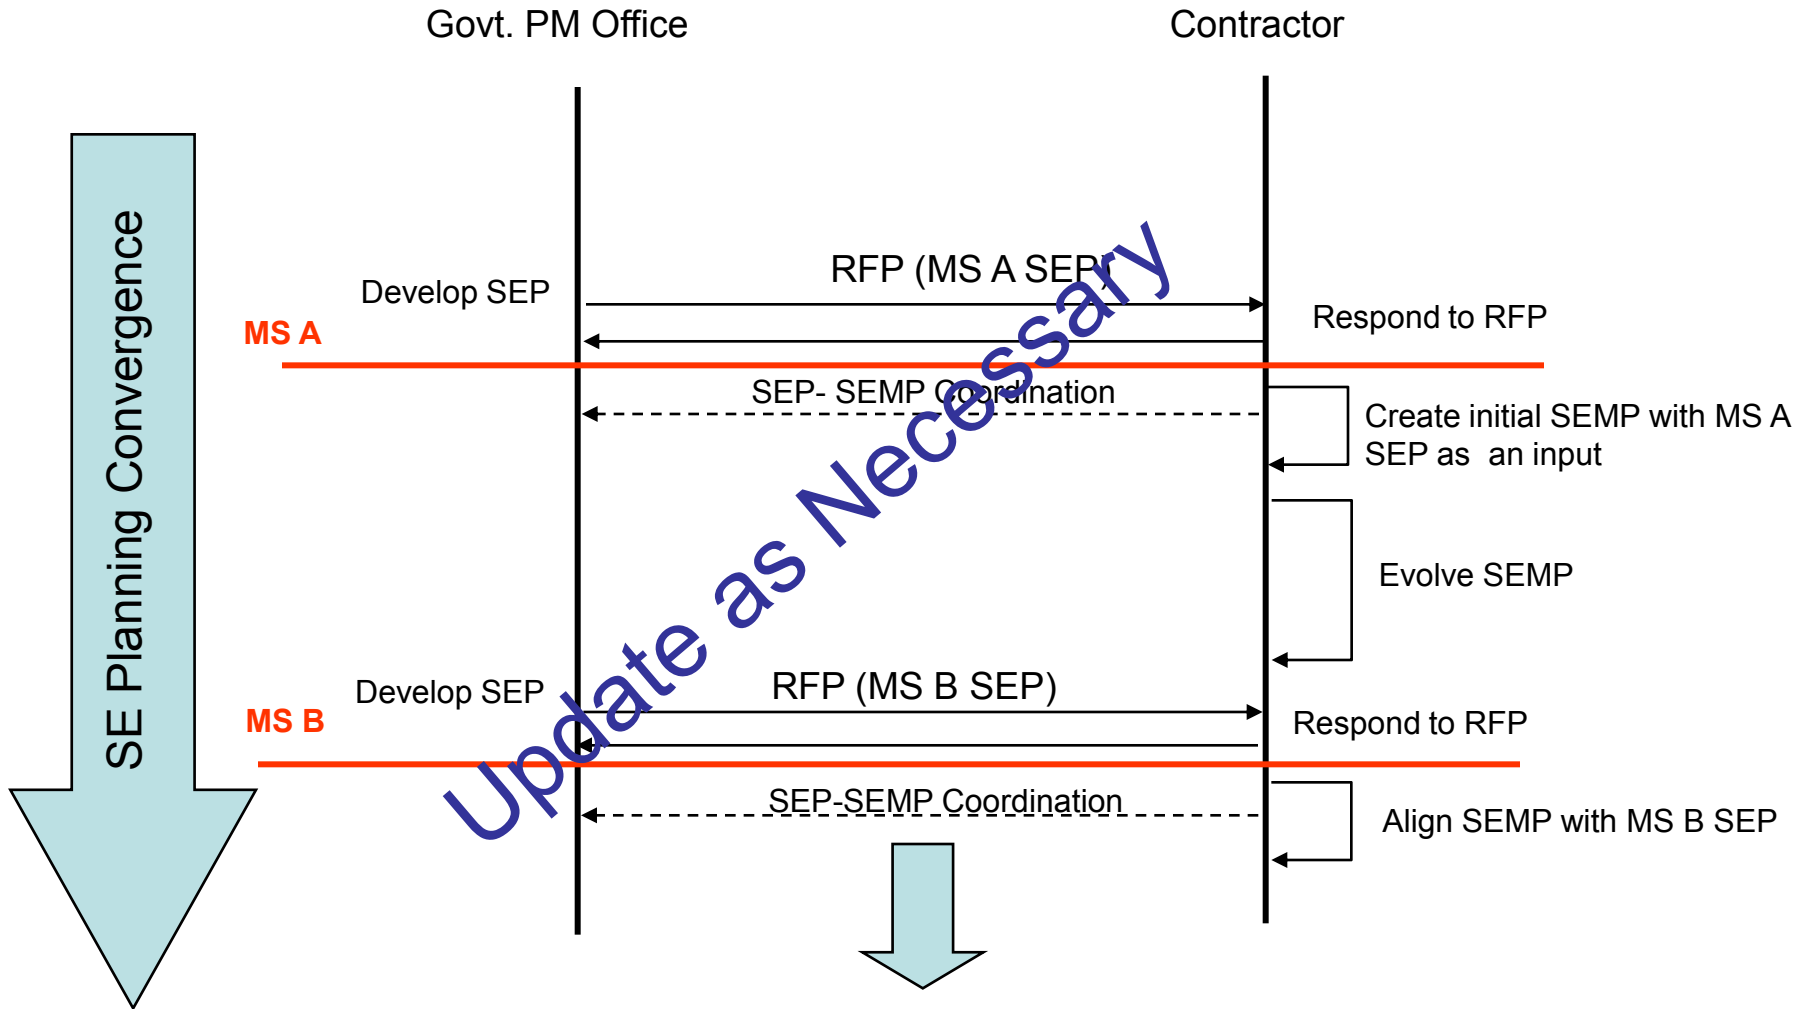 Govt. PM Office
Contractor
SE Planning Convergence
RFP (MS A SEP)
Develop SEP
Respond to RFP
MS A
SEP- SEMP Coordination
Create initial SEMP with MS A
SEP as an input
Update as Necessary
Evolve SEMP
RFP (MS B SEP)
Develop SEP
MS B
Respond to RFP
SEP-SEMP Coordination
Align SEMP with MS B SEP